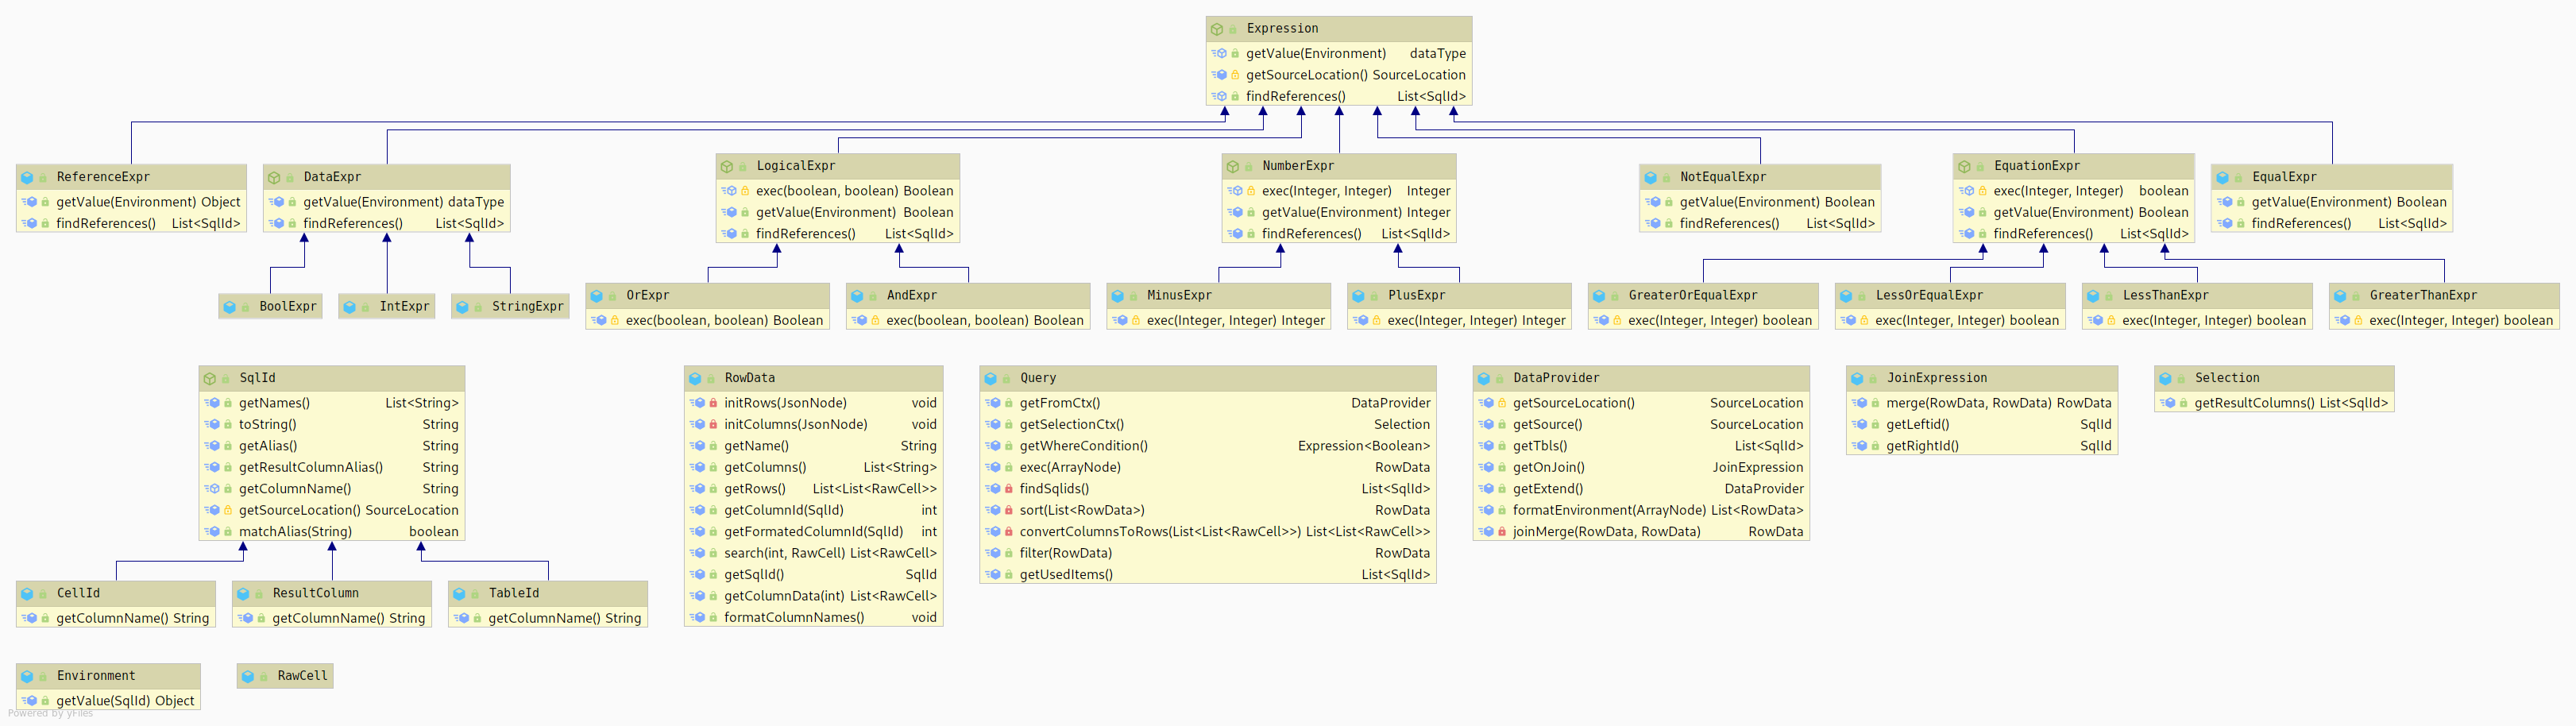 Expression
getValue(Environment) dataType
getSourceLocation() SourceLocation
findReferences() List<SqlId>
ReferenceExpr
getValue(Environment) Object
findReferences() List<SqlId>
DataExpr
getValue(Environment) dataType
findReferences() List<SqlId>
LogicalExpr
exec(boolean, boolean) Boolean
getValue(Environment) Boolean
findReferences() List<SqlId>
NumberExpr
exec(Integer, Integer) Integer
getValue(Environment) Integer
findReferences() List<SqlId>
NotEqualExpr
getValue(Environment) Boolean
findReferences() List<SqlId>
EquationExpr
exec(Integer, Integer) boolean
getValue(Environment) Boolean
findReferences() List<SqlId>
EqualExpr
getValue(Environment) Boolean
findReferences() List<SqlId>
BoolExpr
IntExpr
StringExpr
OrExpr
exec(boolean, boolean) Boolean
AndExpr
exec(boolean, boolean) Boolean
MinusExpr
exec(Integer, Integer) Integer
PlusExpr
exec(Integer, Integer) Integer
GreaterOrEqualExpr
exec(Integer, Integer) boolean
LessOrEqualExpr
exec(Integer, Integer) boolean
LessThanExpr
exec(Integer, Integer) boolean
GreaterThanExpr
exec(Integer, Integer) boolean
SqlId
getNames() List<String>
toString() String
getAlias() String
getResultColumnAlias() String
getColumnName() String
getSourceLocation() SourceLocation
matchAlias(String) boolean
RowData
initRows(JsonNode) void
initColumns(JsonNode) void
getName() String
getColumns() List<String>
getRows() List<List<RawCell>>
getColumnId(SqlId) int
getFormatedColumnId(SqlId) int
search(int, RawCell) List<RawCell>
getSqlId() SqlId
getColumnData(int) List<RawCell>
formatColumnNames() void
Query
getFromCtx() DataProvider
getSelectionCtx() Selection
getWhereCondition() Expression<Boolean>
exec(ArrayNode) RowData
findSqlids() List<SqlId>
sort(List<RowData>) RowData
convertColumnsToRows(List<List<RawCell>>) List<List<RawCell>>
filter(RowData) RowData
getUsedItems() List<SqlId>
DataProvider
getSourceLocation() SourceLocation
getSource() SourceLocation
getTbls() List<SqlId>
getOnJoin() JoinExpression
getExtend() DataProvider
formatEnvironment(ArrayNode) List<RowData>
joinMerge(RowData, RowData) RowData
JoinExpression
merge(RowData, RowData) RowData
getLeftid() SqlId
getRightId() SqlId
Selection
getResultColumns() List<SqlId>
CellId
getColumnName() String
ResultColumn
getColumnName() String
TableId
getColumnName() String
Environment
getValue(SqlId) Object
RawCell
Powered by yFiles